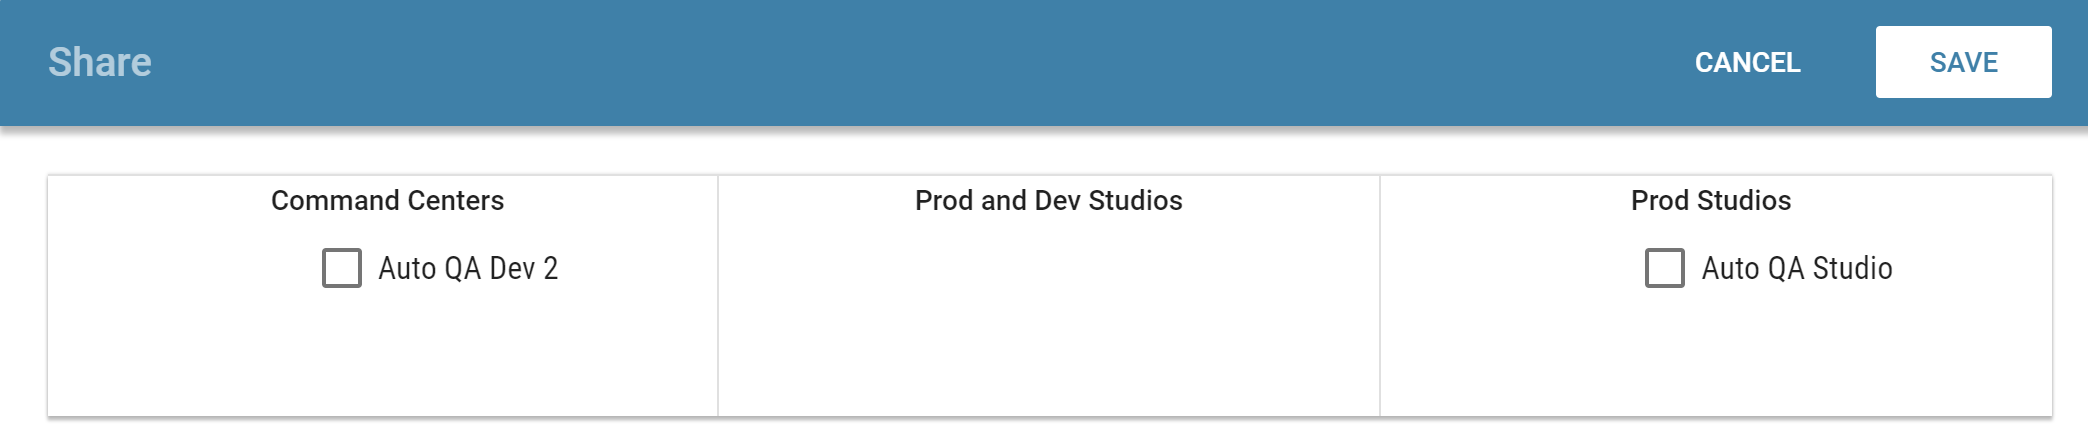 Share
CANCEL
SAVE
Command Centers
Prod and Dev Studios
Prod Studios
Auto QA Dev 2
Auto QA Studio